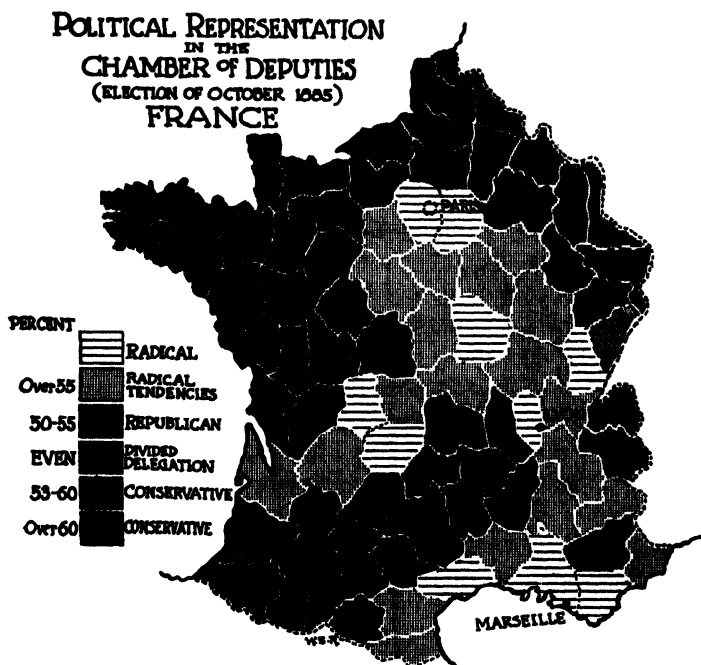 POLITICAL REPRESENTATION
IN THE
CHAMBER OF DEPUTIES
(ELECTION OF OCTOBER 1885)
FRANCE
PARIS
PERCENT
RADICAL
Over 55 RADICAL TENDENCIES
50-55 REPUBLICAN
EVEN DIVIDED DELEGATION
53-60 CONSERVATIVE
Over 60 CONSERVATIVE
MARSEILLE